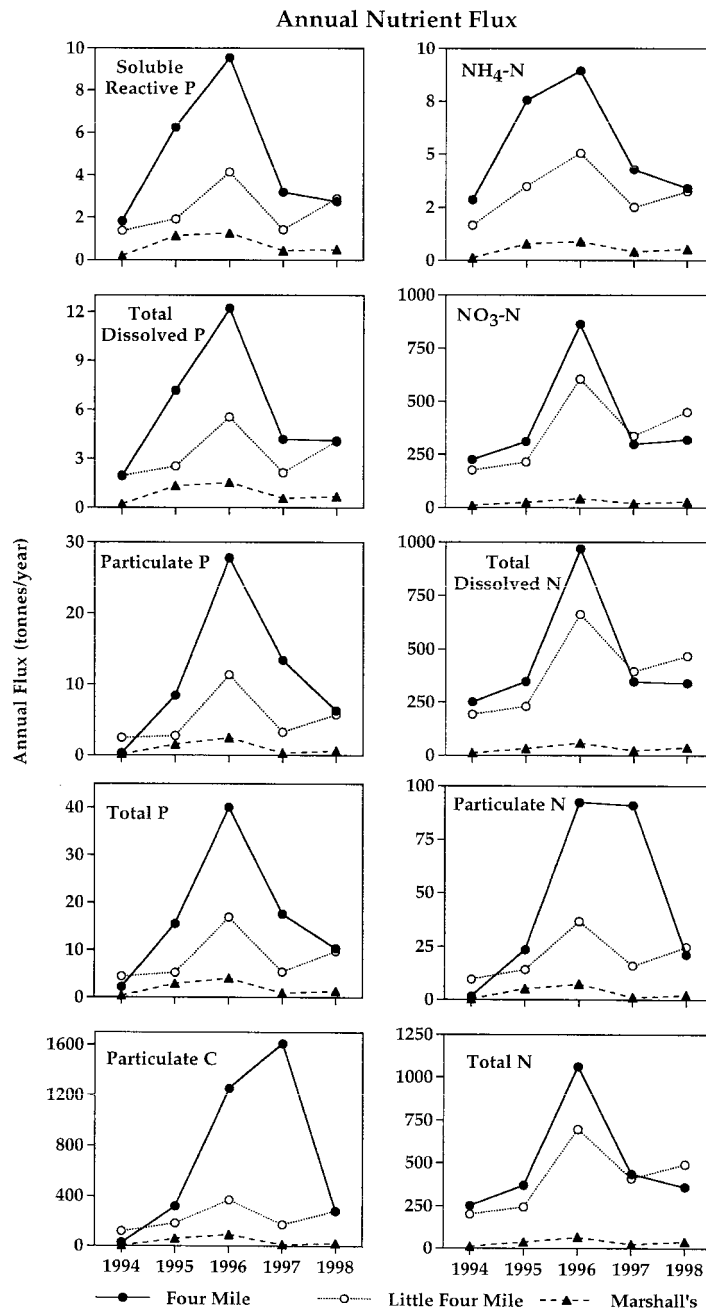 Annual Nutrient Flux
Annual Flux (tonnes/year)
Soluble
Reactive P
10
8
6
4
2
0
NH4-N
10
8
5
2
0
Total
Dissolved P
12
9
6
3
0
NO3-N
1000
750
500
250
0
Particulate P
30
20
10
0
Total
Dissolved N
1000
750
500
250
0
Total P
40
30
20
10
0
Particulate N
100
75
50
25
0
Particulate C
1600
1200
800
400
0
1994 1995 1996 1997 1998
Total N
1250
1000
750
500
250
0
1994 1995 1996 1997 1998
Four Mile Little Four Mile Marshall's